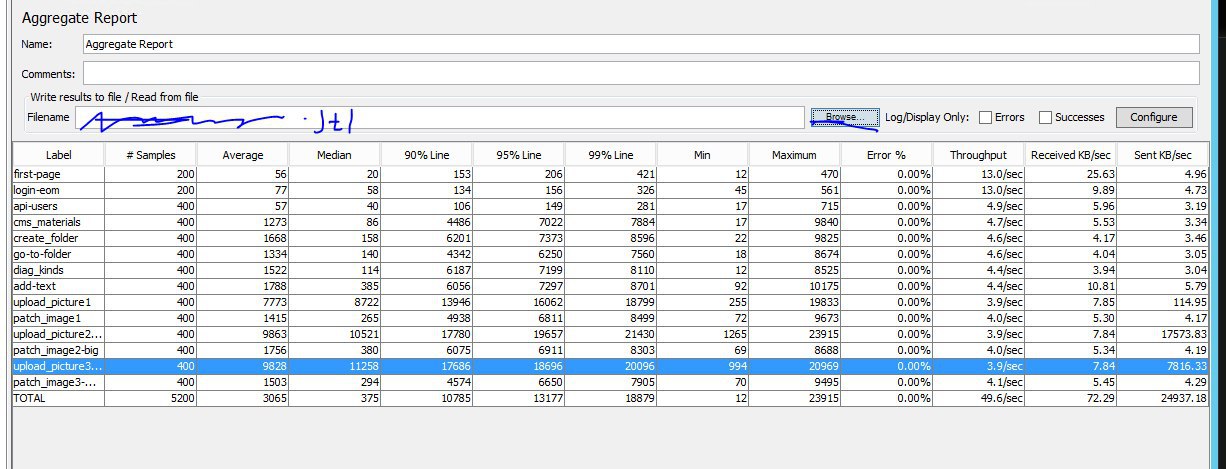 Aggregate Report
Name: Aggregate Report
Comments:
Write results to file / Read from file
Filename .jtl Browse... Log/Display Only: Errors Successes Configure
Label # Samples Average Median 90% Line 95% Line 99% Line Min Maximum Error % Throughput Received KB/sec Sent KB/sec
first-page 200 56 20 153 206 421 12 470 0.00% 13.0/sec 25.63 4.96
login-eom 200 77 58 134 156 326 45 561 0.00% 13.0/sec 9.89 4.73
api-users 400 57 40 106 149 281 17 715 0.00% 4.9/sec 5.96 3.19
cms_materials 400 1273 86 4486 7022 7884 17 9840 0.00% 4.7/sec 5.53 3.34
create_folder 400 1668 158 6201 7373 8596 22 9825 0.00% 4.6/sec 4.17 3.46
go-to-folder 400 1334 140 4342 6250 7560 18 8674 0.00% 4.6/sec 4.04 3.05
diag_kinds 400 1522 114 6187 7199 8110 12 8525 0.00% 4.4/sec 3.94 3.04
add-text 400 1788 385 6056 7297 8701 92 10175 0.00% 4.4/sec 10.81 5.79
upload_picture1 400 7773 8722 13946 16062 18799 255 19833 0.00% 3.9/sec 7.85 114.95
patch_image1 400 1415 265 4938 6811 8499 72 9673 0.00% 4.0/sec 5.30 4.17
upload_picture2... 400 9863 10521 17780 19657 21430 1265 23915 0.00% 3.9/sec 7.84 17573.83
patch_image2-big 400 1756 380 6075 6911 8303 69 8688 0.00% 4.0/sec 5.34 4.19
upload_picture3... 400 9828 11258 17686 18696 20096 994 20969 0.00% 3.9/sec 7.84 7816.33
patch_image3-... 400 1503 294 4574 6650 7905 70 9495 0.00% 4.1/sec 5.45 4.29
TOTAL 5200 3065 375 10785 13177 18879 12 23915 0.00% 49.6/sec 72.29 24937.18